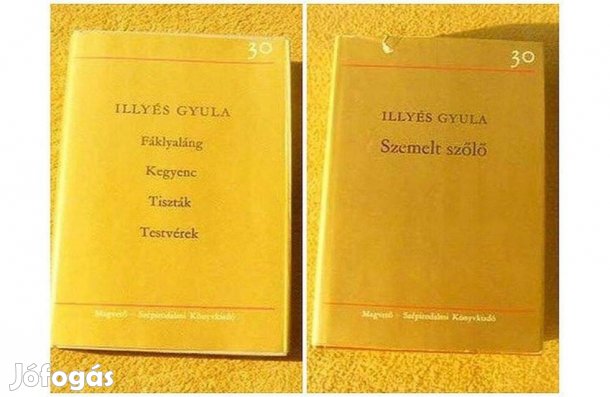 30
ILLYÉS GYULA
Fáklyaláng
Kegyenc
Tiszták
Testvérek
Magvető – Szépirodalmi Könyvkiadó
30
ILLYÉS GYULA
Szemelt szőlő
Magvető – Szépirodalmi Könyvkiadó
Jófogás